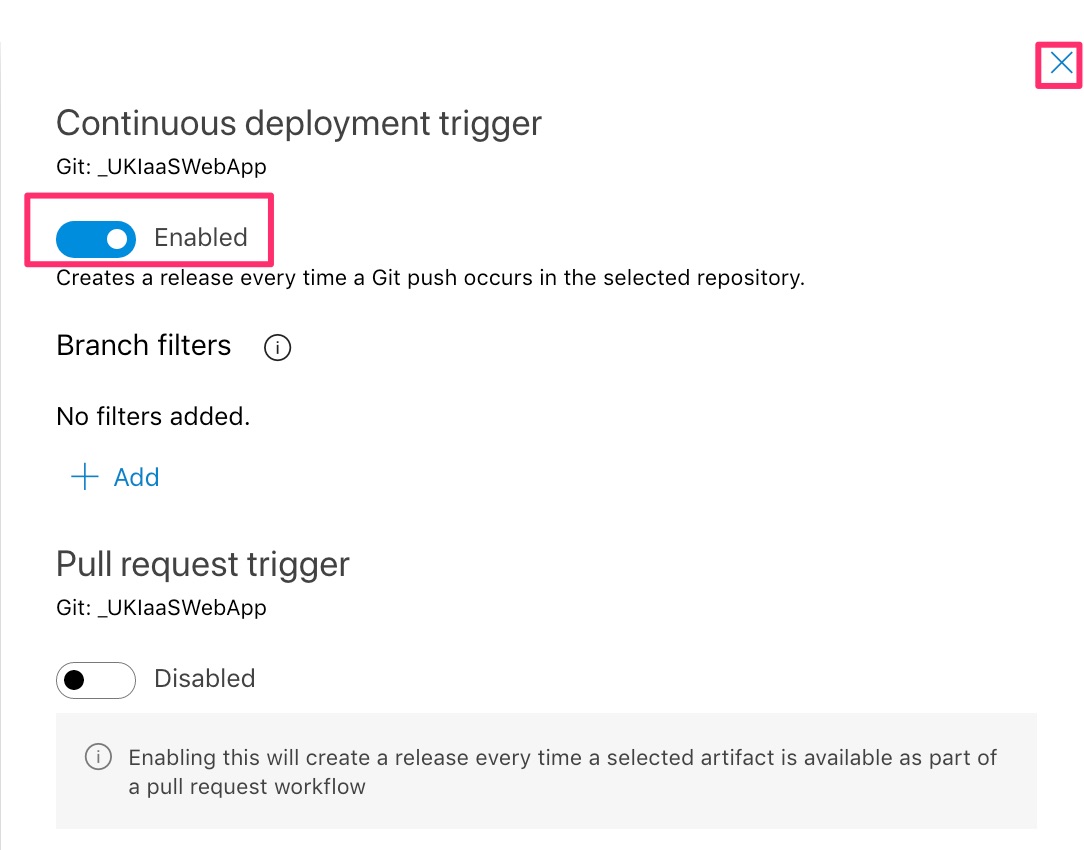 Continuous deployment trigger
Git: _UKIaaSWebApp
Enabled
Creates a release every time a Git push occurs in the selected repository.
Branch filters
No filters added.
Add
Pull request trigger
Git: _UKIaaSWebApp
Disabled
Enabling this will create a release every time a selected artifact is available as part of
a pull request workflow